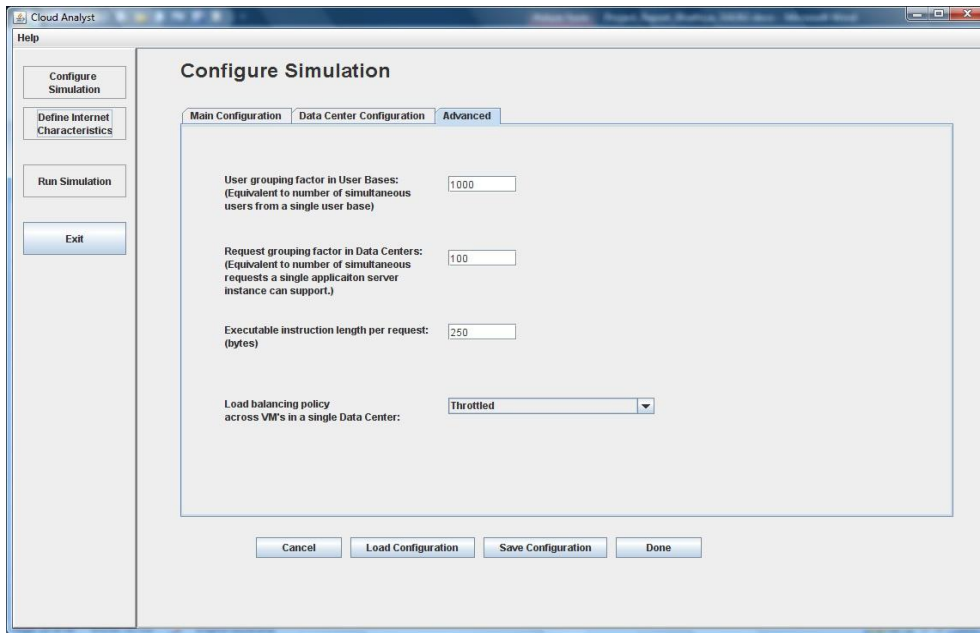 Cloud Analyst
Help
Configure
Simulation
Define Internet
Characteristics
Run Simulation
Exit
Configure Simulation
Main Configuration
Data Center Configuration
Advanced
User grouping factor in User Bases:
(Equivalent to number of simultaneous
users from a single user base)
1000
Request grouping factor in Data Centers:
(Equivalent to number of simultaneous
requests a single applicaiton server
instance can support.)
100
Executable instruction length per request:
(bytes)
250
Load balancing policy
across VM's in a single Data Center:
Throttled
Cancel
Load Configuration
Save Configuration
Done